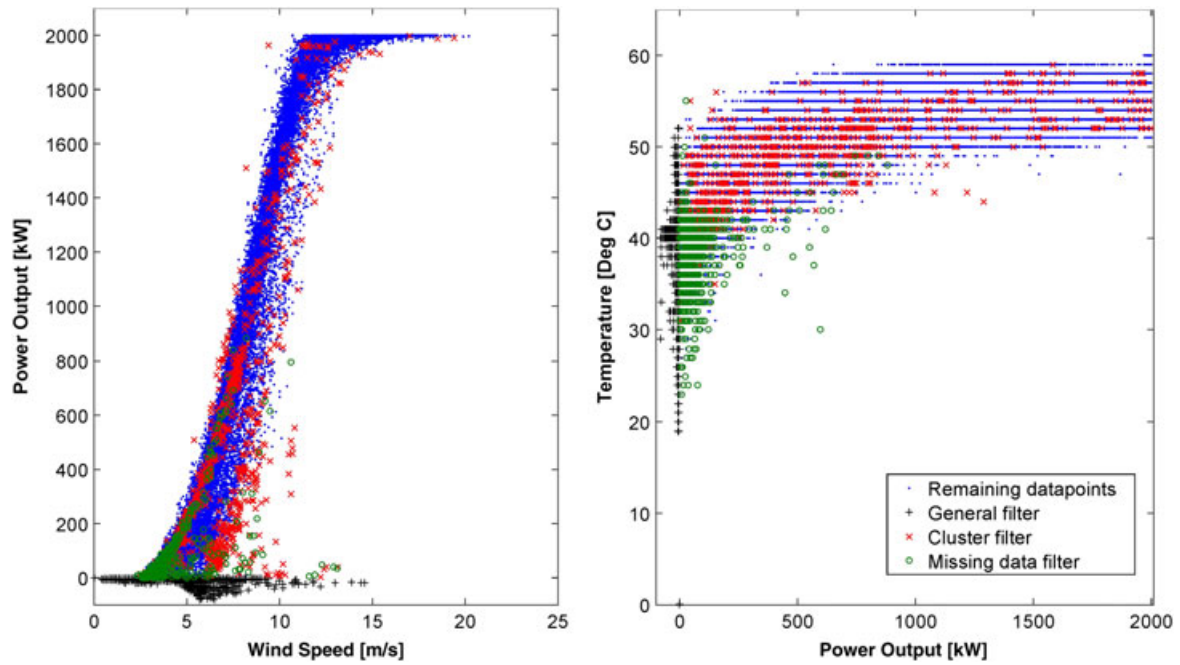 2000
1800
1600
1400
1200
1000
800
600
400
200
0
Power Output [kW]
0 5 10 15 20 25
Wind Speed [m/s]
60
50
40
30
20
10
0
Temperature [Deg C]
0 500 1000 1500 2000
Power Output [kW]
Remaining datapoints
General filter
Cluster filter
Missing data filter